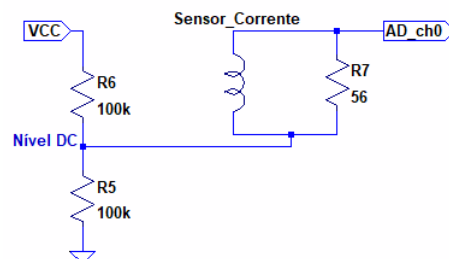 Sensor_Corrente
VCC
AD_ch0
R6
100k
R7
56
Nível DC
R5
100k